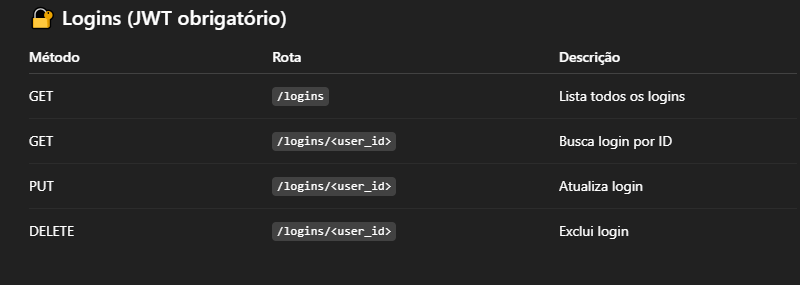 Logins (JWT obrigatório)
Método Rota Descrição
GET /logins Lista todos os logins
GET /logins/<user_id> Busca login por ID
PUT /logins/<user_id> Atualiza login
DELETE /logins/<user_id> Exclui login